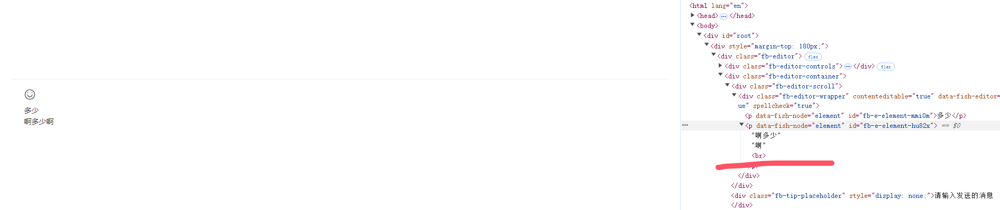 多少
啊多少啊
<html lang="en">
<head> ••• </head>
<body>
<div id="root">
<div style="margin-top: 180px;">
<div class="fb-editor"> flex
<div class="fb-editor-controls"> ••• </div> flex
<div class="fb-editor-container">
<div class="fb-editor-scroll">
<div class="fb-editor-wrapper" contenteditable="true" data-fish-editor=
ue" spellcheck="true">
<p data-fish-node="element" id="fb-e-element-mmi0m">多少</p>
••• <p data-fish-node="element" id="fb-e-element-hu82x"> == $0
"啊多少"
"啊"
<br>
</p>
</div>
</div>
<div class="fb-tip-placeholder" style="display: none;">请输入发送的消息
</div>